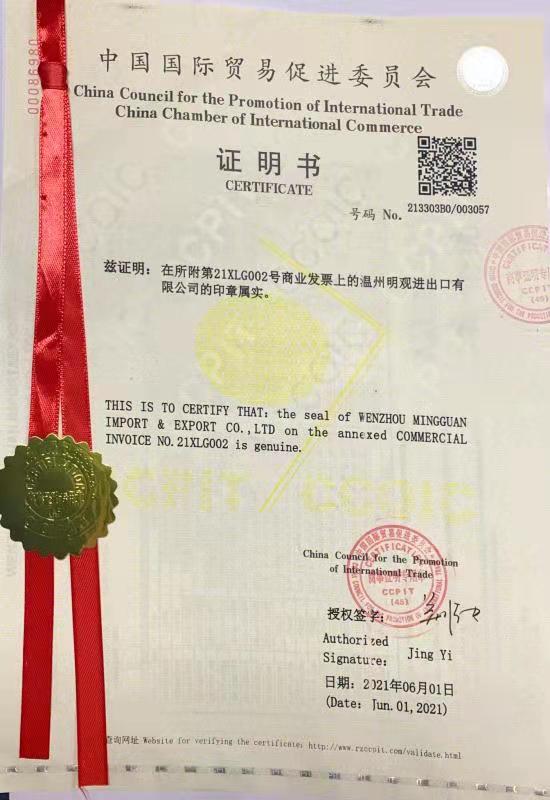 00098680
中国国际贸易促进委员会
China Council for the Promotion of International Trade
China Chamber of International Commerce
证明书
CERTIFICATE
号码 No. 213303B0/003057
兹证明：在所附第21XLG002号商业发票上的温州明观进出口有
限公司的印章属实。
THIS IS TO CERTIFY THAT: the seal of WENZHOU MINGGUAN
IMPORT & EXPORT CO.,LTD on the annexed COMMERCIAL
INVOICE NO.21XLG002 is genuine.
CCPIT CCOIC
China Council for the Promotion
of International Trade
CCPIT
(45)
授权签字:
Authorized
Signature: Jing Yi
日期: 2021年06月01日
(Date: Jun.01,2021)
查询网址 Website for verifying the certificate: http://www.rzccpit.com/validate.html